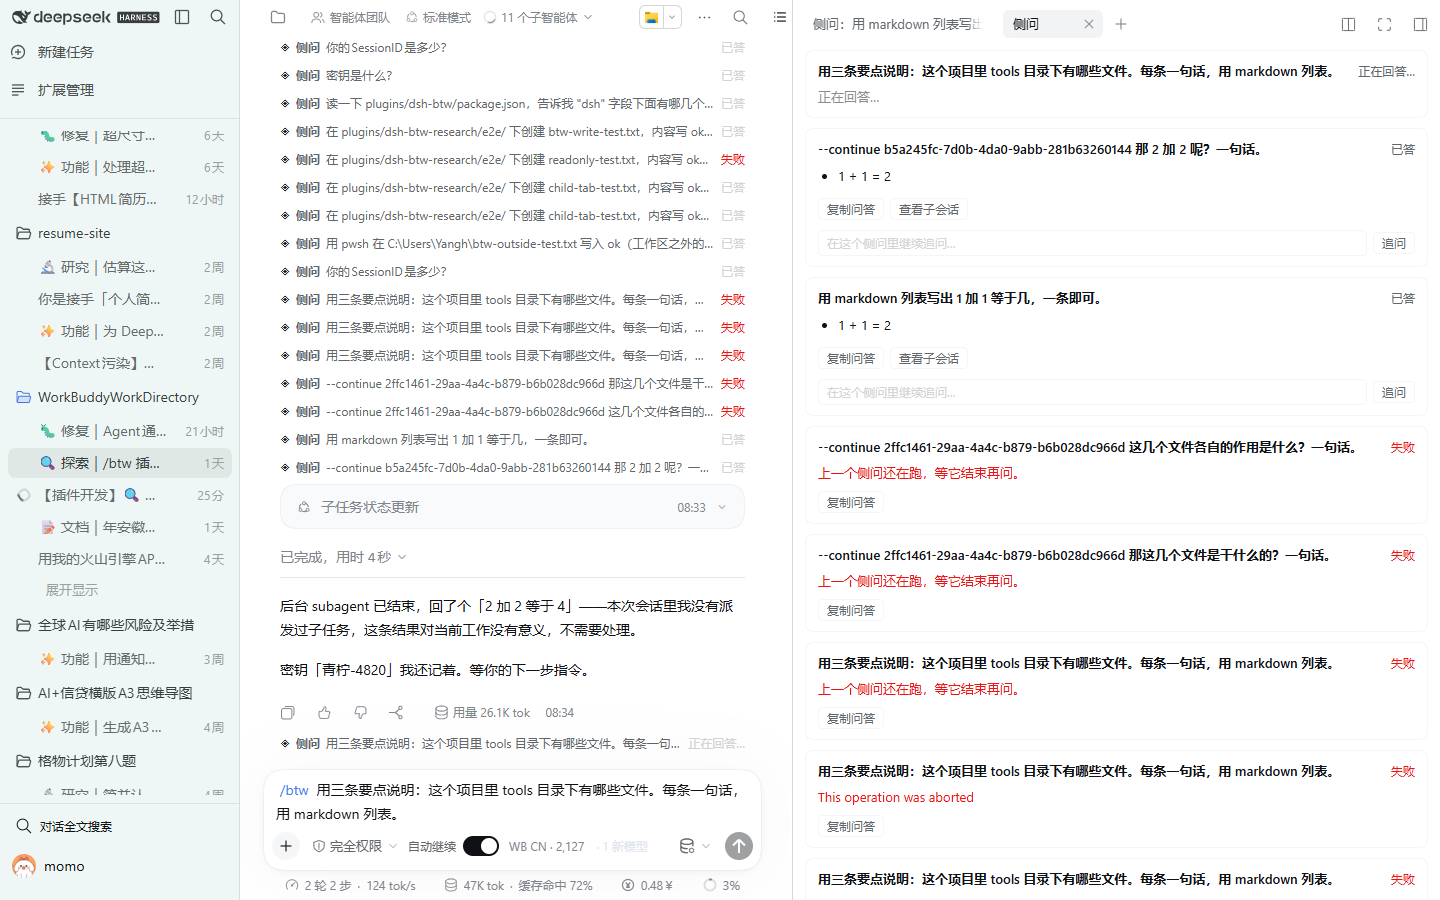 deepseek HARNESS
新建任务
扩展管理
修复 | 超尺寸... 6天
功能 | 处理超... 6天
接手【HTML简历... 12小时
resume-site
研究 | 估算这... 2周
你是接手「个人简... 2周
功能 | 为 Deep... 2周
【Context污染】... 2周
WorkBuddyWorkDirectory
修复 | Agent通... 21小时
探索 | /btw 插... 1天
【插件开发】 ... 25分
文档 | 年安徽... 1天
用我的火山引擎AP... 4天
展开显示
全球AI有哪些风险及举措
功能 | 用通知... 3周
AI+信贷横版A3思维导图
功能 | 生成A3... 4周
格物计划第八题
对话全文搜索
momo
智能体团队 标准模式 11 个子智能体
侧问 你的SessionID是多少? 已答
侧问 密钥是什么? 已答
侧问 读一下 plugins/dsh-btw/package.json，告诉我 "dsh" 字段下面有哪几个... 已答
侧问 在 plugins/dsh-btw-research/e2e/ 下创建 btw-write-test.txt，内容写 ok... 已答
侧问 在 plugins/dsh-btw-research/e2e/ 下创建 readonly-test.txt，内容写 ok... 失败
侧问 在 plugins/dsh-btw-research/e2e/ 下创建 child-tab-test.txt，内容写 ok... 已答
侧问 在 plugins/dsh-btw-research/e2e/ 下创建 child-tab-test.txt，内容写 ok... 已答
侧问 用 pwsh 在 C:\Users\Yangh\btw-outside-test.txt 写入 ok（工作区之外的... 已答
侧问 你的SessionID是多少? 已答
侧问 用三条要点说明：这个项目里 tools 目录下有哪些文件。每条一句话，... 失败
侧问 用三条要点说明：这个项目里 tools 目录下有哪些文件。每条一句话，... 失败
侧问 用三条要点说明：这个项目里 tools 目录下有哪些文件。每条一句话，... 失败
侧问 --continue 2ffc1461-29aa-4a4c-b879-b6b028dc966d 那这几个文件是干... 失败
侧问 --continue 2ffc1461-29aa-4a4c-b879-b6b028dc966d 这几个文件各自的... 失败
侧问 用 markdown 列表写出 1 加 1 等于几，一条即可。 已答
侧问 --continue b5a245fc-7d0b-4da0-9abb-281b63260144 那 2 加 2 呢？一... 已答
子任务状态更新 08:33
已完成，用时 4 秒
后台 subagent 已结束，回了个「2 加 2 等于 4」——本次会话里我没有派
发过子任务，这条结果对当前工作没有意义，不需要处理。
密钥「青柠-4820」我还记着。等你的下一步指令。
用量 26.1K tok 08:34
侧问 用三条要点说明：这个项目里 tools 目录下有哪些文件。每条一句... 正在回答...
/btw 用三条要点说明：这个项目里 tools 目录下有哪些文件。每条一句话，
用 markdown 列表。
完全权限 自动继续 WB CN · 2,127 · 1 新模型
2 轮 2 步 · 124 tok/s 47K tok · 缓存命中 72% 0.48 ¥ 3%
侧问：用 markdown 列表写出 侧问
用三条要点说明：这个项目里 tools 目录下有哪些文件。每条一句话，用 markdown 列表。 正在回答...
正在回答...
--continue b5a245fc-7d0b-4da0-9abb-281b63260144 那 2 加 2 呢？一句话。 已答
• 1 + 1 = 2
复制问答 查看子会话
在这个侧问里继续追问... 追问
用 markdown 列表写出 1 加 1 等于几，一条即可。 已答
• 1 + 1 = 2
复制问答 查看子会话
在这个侧问里继续追问... 追问
--continue 2ffc1461-29aa-4a4c-b879-b6b028dc966d 这几个文件各自的作用是什么？一句话。 失败
上一个侧问还在跑，等它结束再问。
复制问答
--continue 2ffc1461-29aa-4a4c-b879-b6b028dc966d 那这几个文件是干什么的？一句话。 失败
上一个侧问还在跑，等它结束再问。
复制问答
用三条要点说明：这个项目里 tools 目录下有哪些文件。每条一句话，用 markdown 列表。 失败
上一个侧问还在跑，等它结束再问。
复制问答
用三条要点说明：这个项目里 tools 目录下有哪些文件。每条一句话，用 markdown 列表。 失败
This operation was aborted
复制问答
用三条要点说明：这个项目里 tools 目录下有哪些文件。每条一句话，用 markdown 列表。 失败